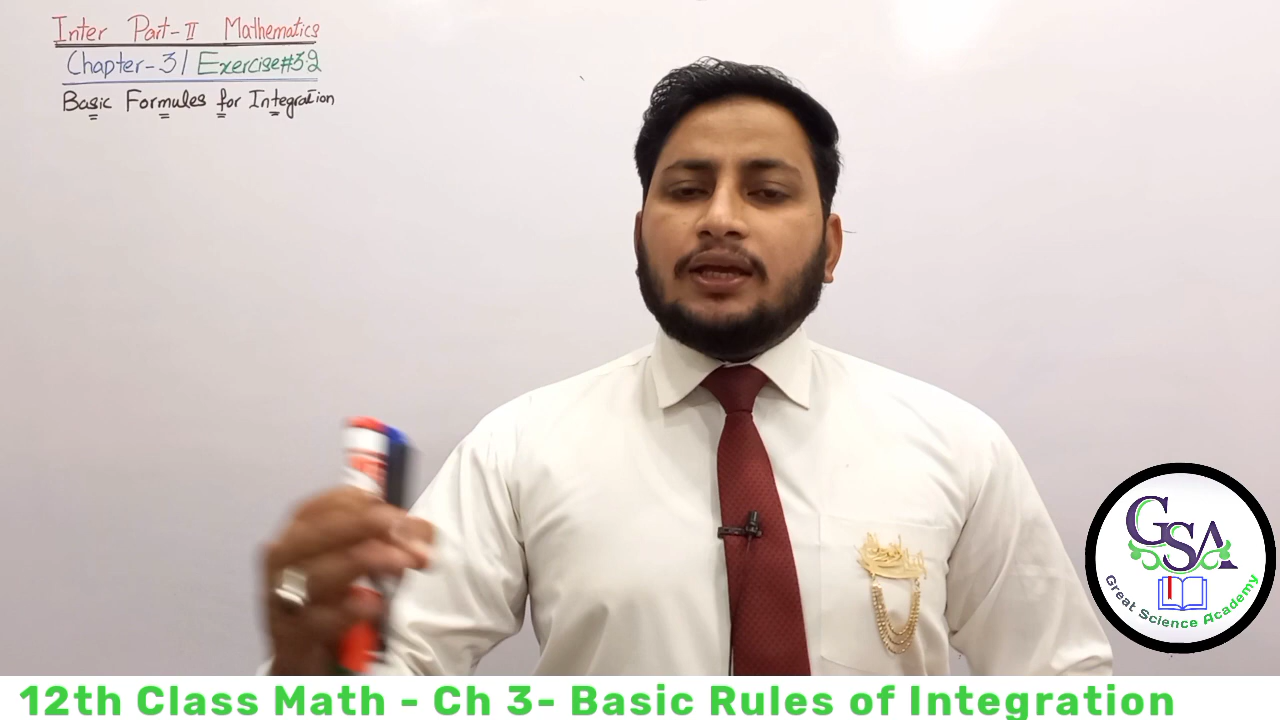 Inter Part-II Mathematics
Chapter-3/ Exercise#3.2
Basic Formules for Integration
GSA
Great Science Academy
12th Class Math - Ch 3- Basic Rules of Integration